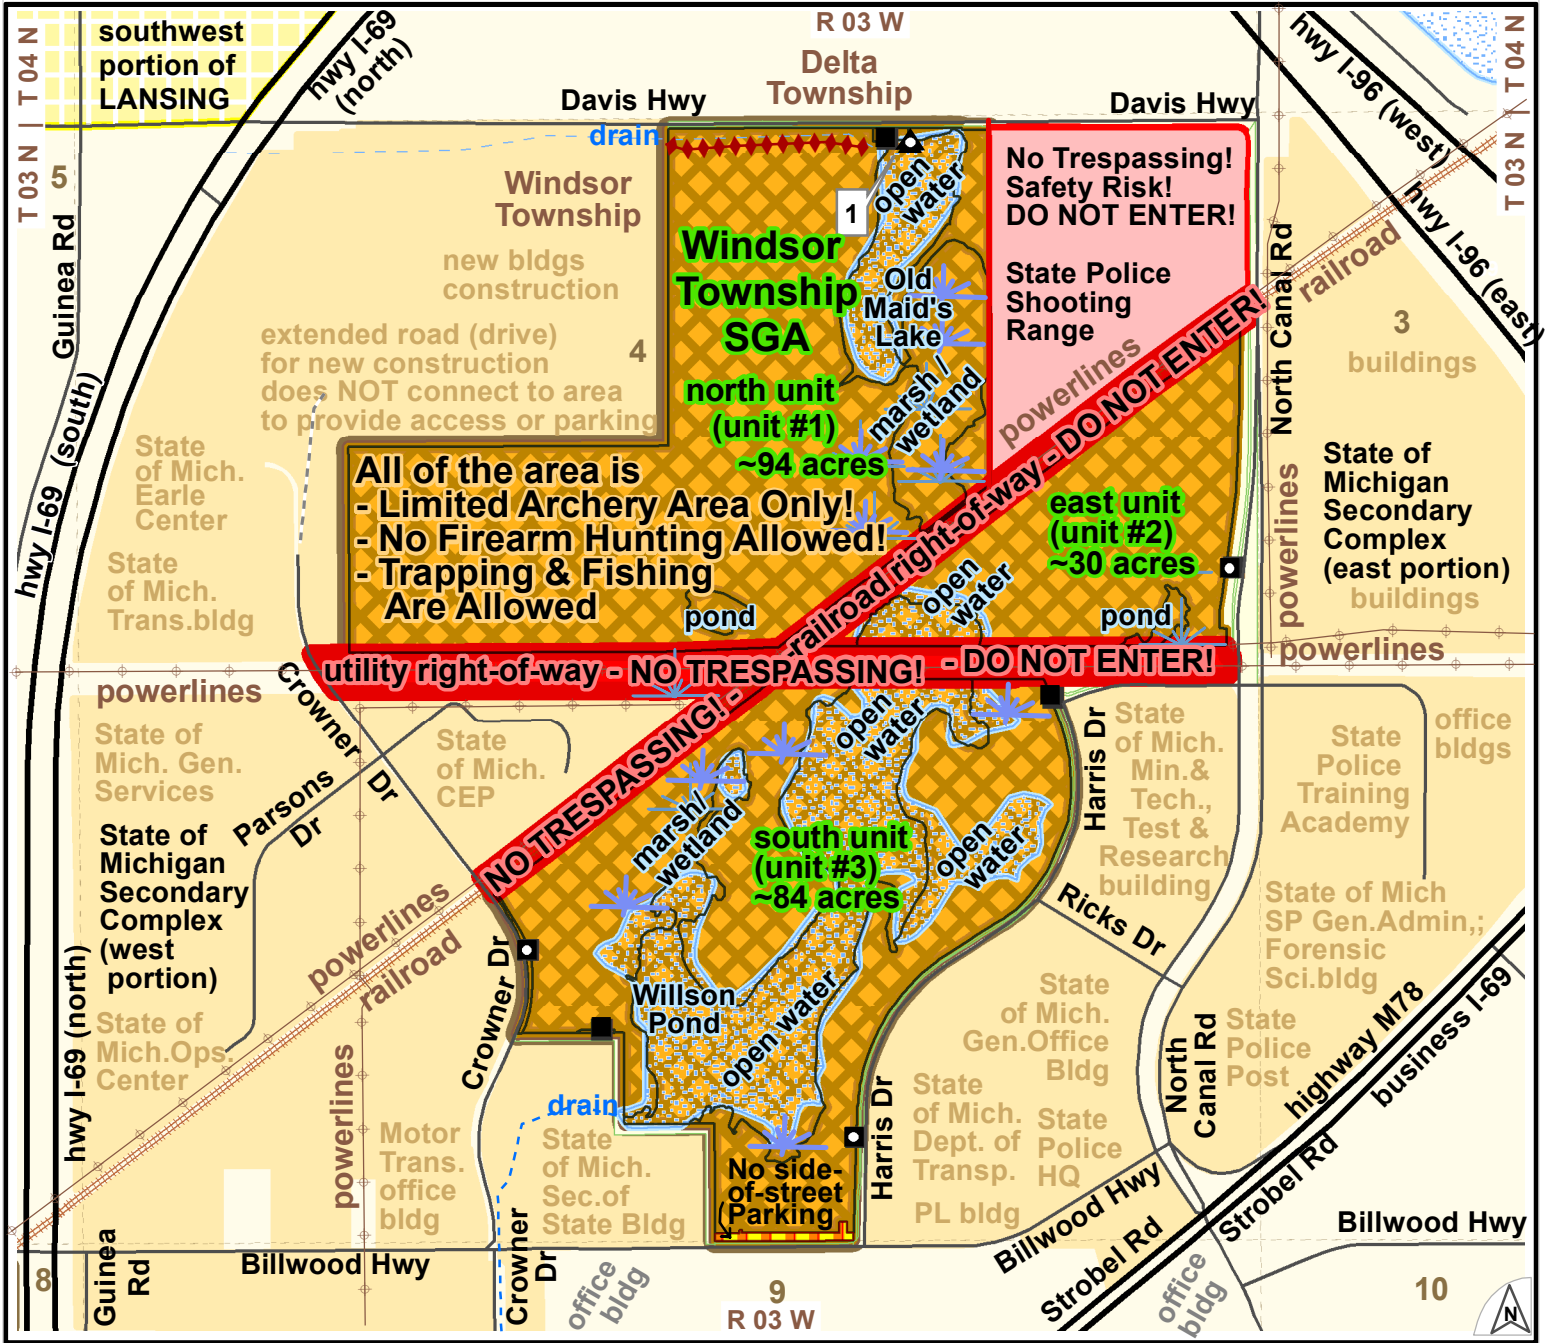 southwest
portion of
LANSING
hwy I-69
(north)
R 03 W
Delta
Township
Davis Hwy
Davis Hwy
hwy I-96 (west)
hwy I-96 (east)
T 03 N | T 04 N
T 03 N | T 04 N
5
Guinea Rd
drain
Windsor
Township
new bldgs
construction
extended road (drive)
for new construction
does NOT connect to area
to provide access or parking
4
State
of Mich.
Earle
Center
State
of Mich.
Trans.bldg
hwy I-69 (south)
1
open
water
Old
Maid's
Lake
Windsor
Township
SGA
north unit
(unit #1)
~94 acres
marsh /
wetland
No Trespassing!
Safety Risk!
DO NOT ENTER!
State Police
Shooting
Range
powerlines
railroad
North Canal Rd
3
buildings
All of the area is
- Limited Archery Area Only!
- No Firearm Hunting Allowed!
- Trapping & Fishing
Are Allowed
pond
east unit
(unit #2)
~30 acres
open
water
pond
powerlines
State of
Michigan
Secondary
Complex
(east portion)
buildings
powerlines
NO TRESPASSING! - -railroad right-of-way - DO NOT ENTER!
utility right-of-way - NO TRESPASSING! - DO NOT ENTER!
powerlines
Crowner Dr
State of
Mich. Gen.
Services
Parsons
Dr
State
of Mich.
CEP
State of
Michigan
Secondary
Complex
(west
portion)
powerlines
railroad
hwy I-69 (north)
State of
Mich.Ops.
Center
powerlines
Crowner Dr
marsh/
wetland
open
water
south unit
(unit #3)
~84 acres
open
water
Willson
Pond
open water
Harris Dr
State
of Mich.
Min.&
Tech.,
Test &
Research
building
State
Police
Training
Academy
office
bldgs
Ricks Dr
State of Mich
SP Gen.Admin,;
Forensic
Sci.bldg
State
of Mich.
Gen.Office
Bldg
North
Canal Rd
State
Police
Post
highway M78
business I-69
drain
Motor
Trans.
office
bldg
State
of Mich.
Sec.of
State Bldg
No side-
of-street
Parking
Harris Dr
State
of Mich.
Dept. of
Transp.
State
Police
HQ
PL bldg
Billwood Hwy
Strobel Rd
Strobel Rd
Billwood Hwy
8
Guinea
Rd
Billwood Hwy
Crowner
Dr
office
bldg
9
R 03 W
office
bldg
10
N